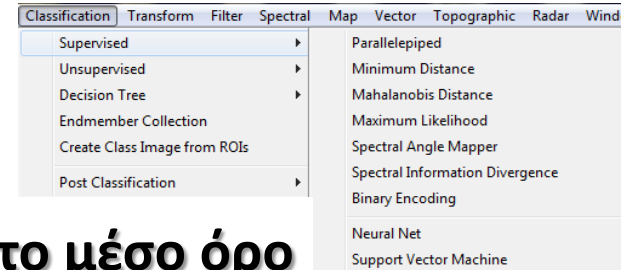 Classification Transform Filter Spectral Map Vector Topographic Radar
Supervised
Unsupervised
Decision Tree
Endmember Collection
Create Class Image from ROIs
Post Classification
Parallelepiped
Minimum Distance
Mahalanobis Distance
Maximum Likelihood
Spectral Angle Mapper
Spectral Information Divergence
Binary Encoding
Neural Net
Support Vector Machine
το μέσο όρο